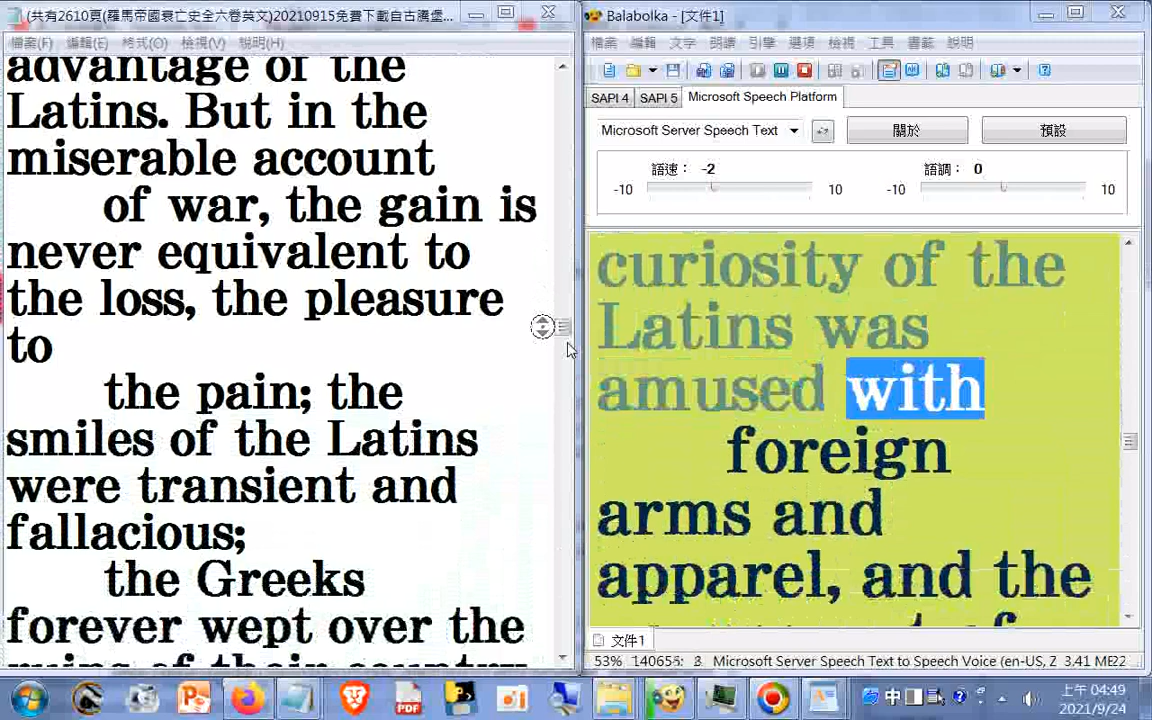 (共有2610頁(羅馬帝國衰亡史全六卷英文)20210915免費下載自古騰堡...
檔案(F) 編輯(E) 格式(O) 檢視(V) 說明(H)
advantage of the
Latins. But in the
miserable account
of war, the gain is
never equivalent to
the loss, the pleasure
to
the pain; the
smiles of the Latins
were transient and
fallacious;
the Greeks
forever wept over the
ruins of their country
Balabolka - [文件1]
檔案 編輯 文字 朗讀 引擎 選項 檢視 工具 書籤 說明
SAPI 4 SAPI 5 Microsoft Speech Platform
Microsoft Server Speech Text 關於 預設
語速: -2 語調: 0
-10 10 -10 10
curiosity of the
Latins was
amused with
foreign
arms and
apparel, and the
文件1
53% 3 Microsoft Server Speech Text to Speech Voice (en-US, Z 3,41 ME22
PDF 中 上午 04:49
2021/9/24